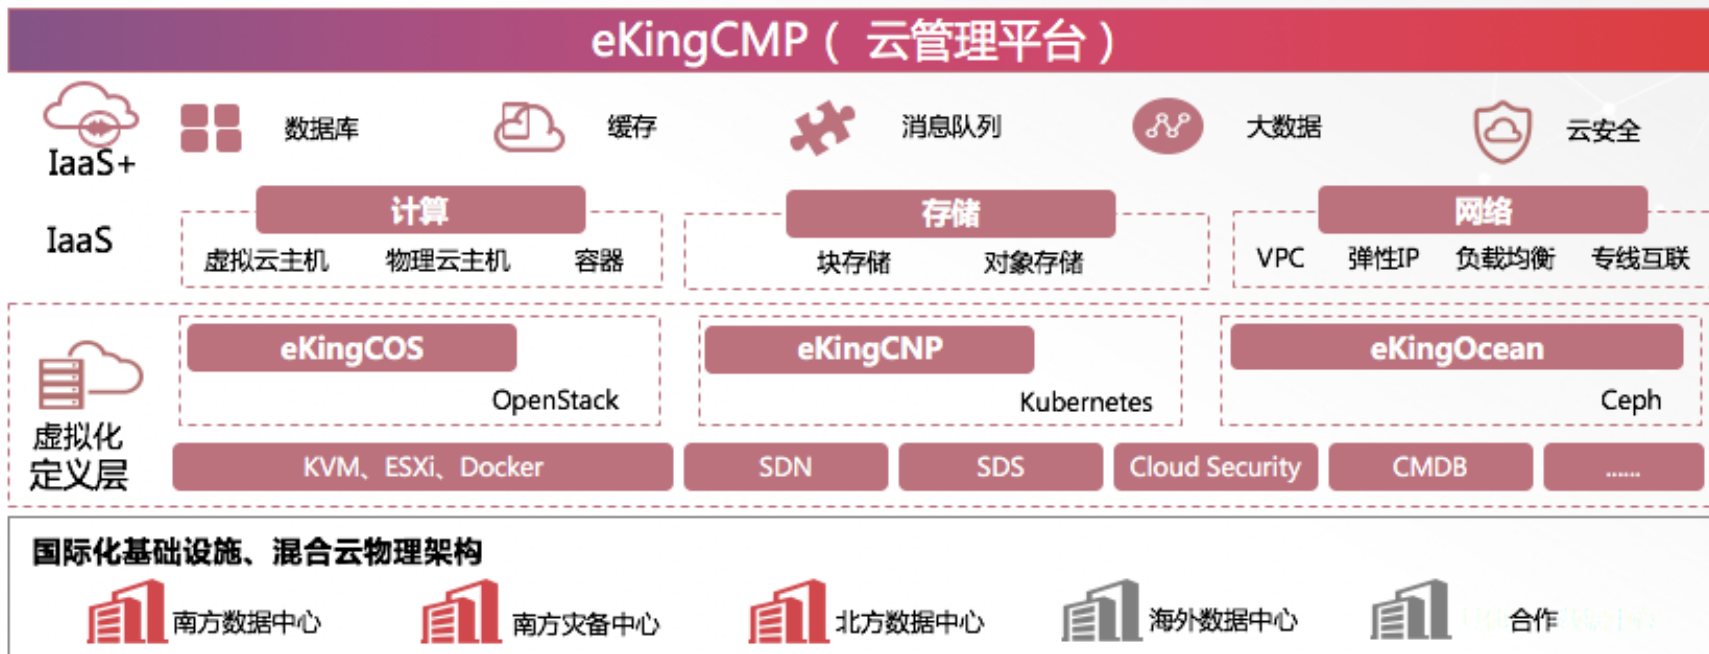 eKingCMP（ 云管理平台）
IaaS+
数据库
缓存
消息队列
大数据
云安全
IaaS
计算
虚拟云主机 物理云主机 容器
存储
块存储 对象存储
网络
VPC 弹性IP 负载均衡 专线互联
虚拟化
定义层
eKingCOS
OpenStack
eKingCNP
Kubernetes
eKingOcean
Ceph
KVM、ESXi、Docker
SDN
SDS
Cloud Security
CMDB
......
国际化基础设施、混合云物理架构
南方数据中心
南方灾备中心
北方数据中心
海外数据中心
合作